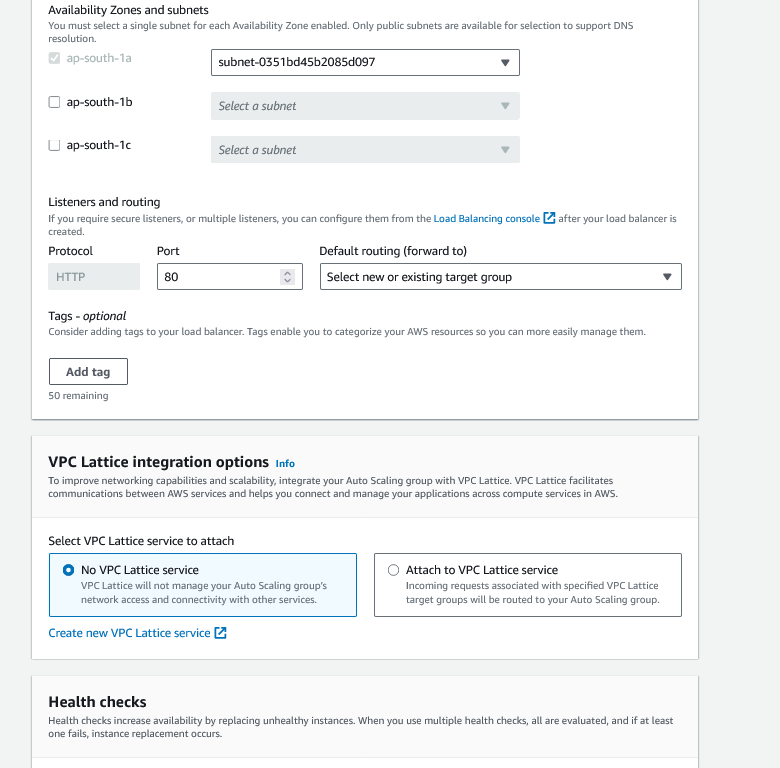 Availability Zones and subnets
You must select a single subnet for each Availability Zone enabled. Only public subnets are available for selection to support DNS
resolution.
ap-south-1a
subnet-0351bd45b2085d097
ap-south-1b
Select a subnet
ap-south-1c
Select a subnet
Listeners and routing
If you require secure listeners, or multiple listeners, you can configure them from the Load Balancing console after your load balancer is
created.
Protocol Port Default routing (forward to)
HTTP 80 Select new or existing target group
Tags - optional
Consider adding tags to your load balancer. Tags enable you to categorize your AWS resources so you can more easily manage them.
Add tag
50 remaining
VPC Lattice integration options Info
To improve networking capabilities and scalability, integrate your Auto Scaling group with VPC Lattice. VPC Lattice facilitates
communications between AWS services and helps you connect and manage your applications across compute services in AWS.
Select VPC Lattice service to attach
No VPC Lattice service
VPC Lattice will not manage your Auto Scaling group's
network access and connectivity with other services.
Attach to VPC Lattice service
Incoming requests associated with specified VPC Lattice
target groups will be routed to your Auto Scaling group.
Create new VPC Lattice service
Health checks
Health checks increase availability by replacing unhealthy instances. When you use multiple health checks, all are evaluated, and if at least
one fails, instance replacement occurs.